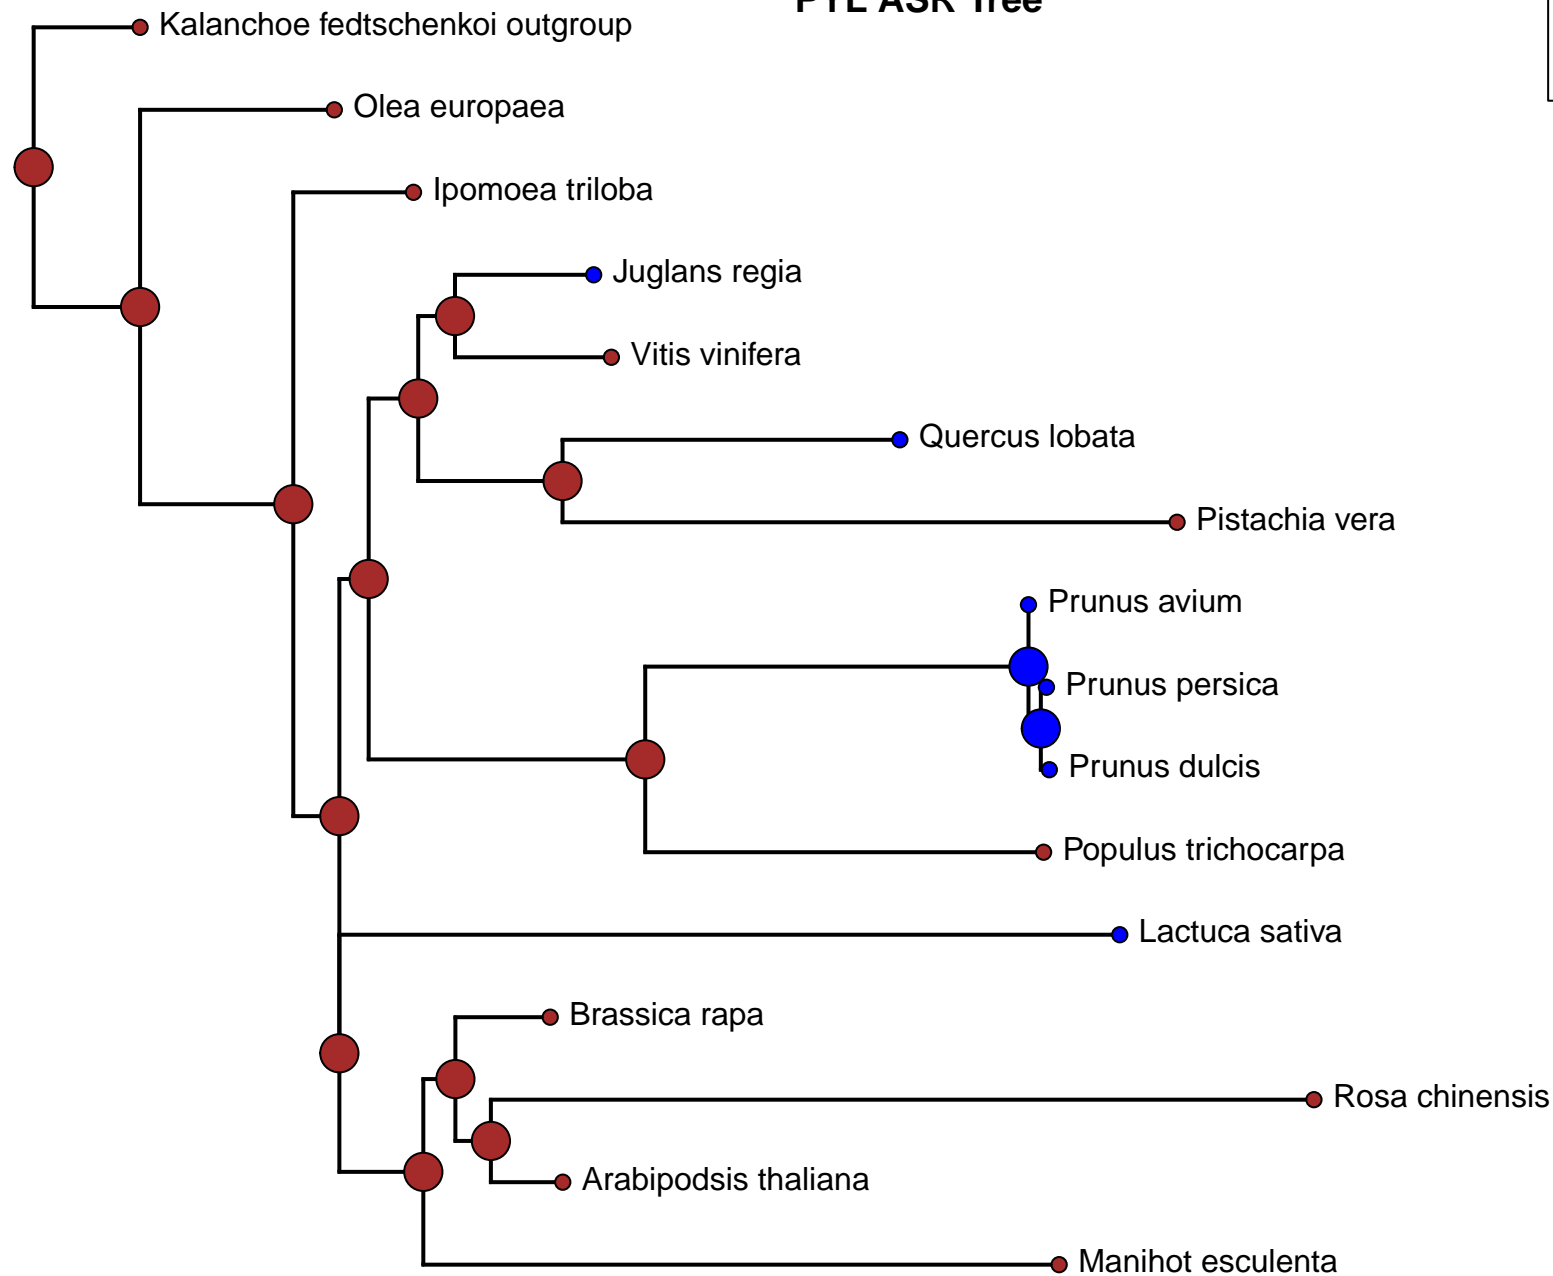 PYL ASR Tree
Kalanchoe fedtschenkoi outgroup
Olea europaea
Ipomoea triloba
Juglans regia
Vitis vinifera
Quercus lobata
Pistachia vera
Prunus avium
Prunus persica
Prunus dulcis
Populus trichocarpa
Lactuca sativa
Brassica rapa
Rosa chinensis
Arabipodsis thaliana
Manihot esculenta